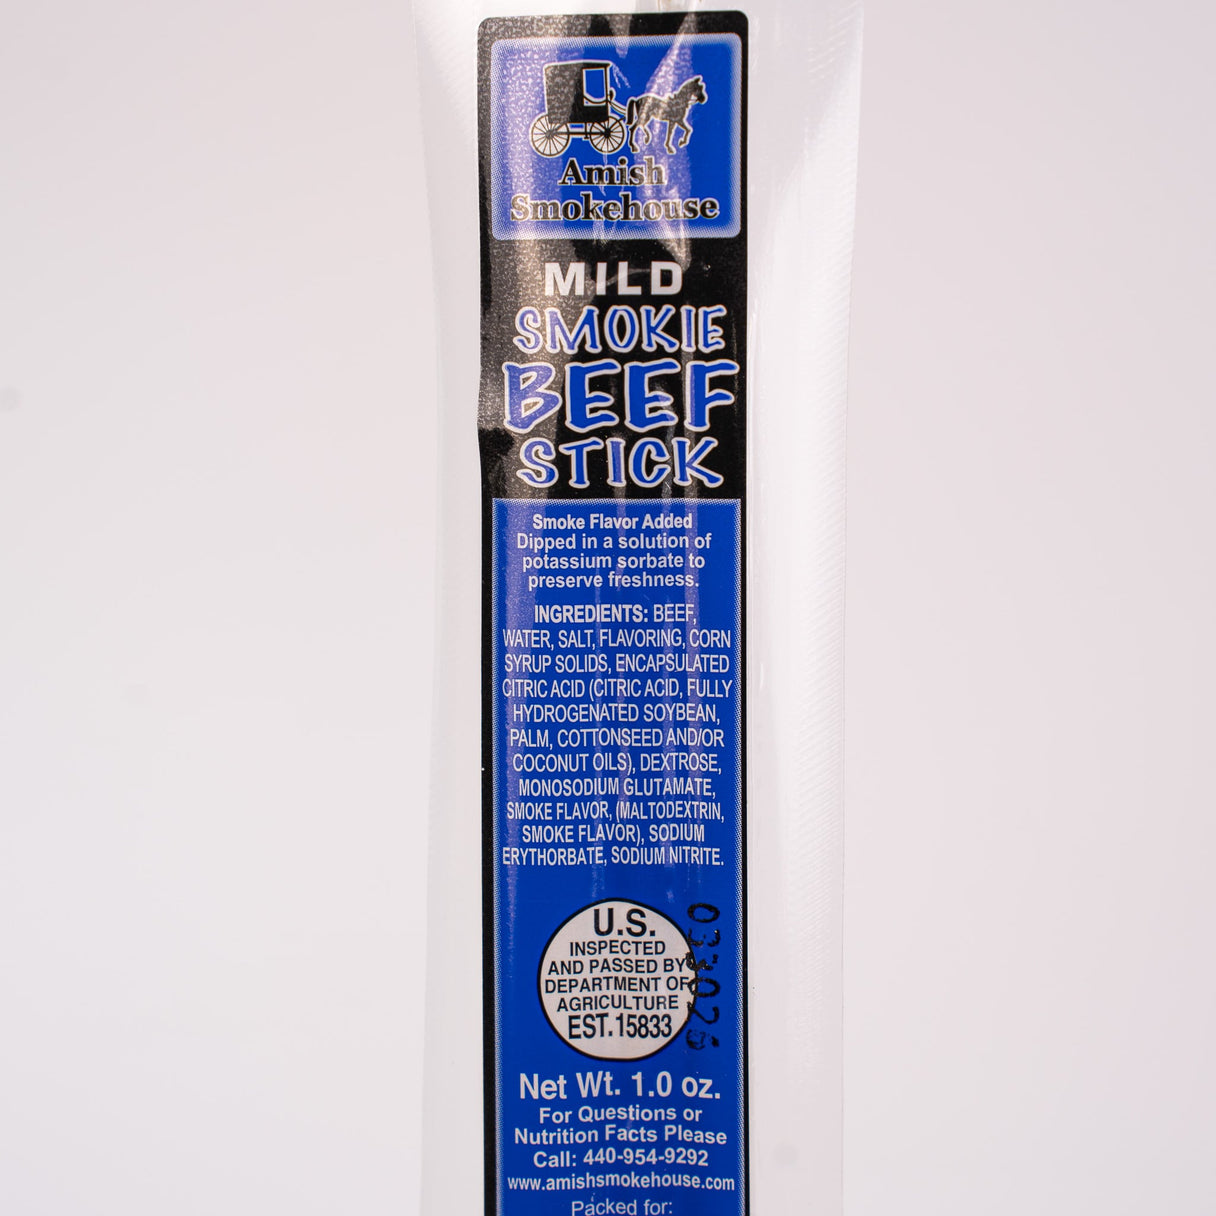 Amish
Smokehouse
MILD
SMOKIE
BEEF
STICK
Smoke Flavor Added
Dipped in a solution of
potassium sorbate to
preserve freshness.
INGREDIENTS: BEEF,
WATER, SALT, FLAVORING, CORN
SYRUP SOLIDS, ENCAPSULATED
CITRIC ACID (CITRIC ACID, FULLY
HYDROGENATED SOYBEAN,
PALM, COTTONSEED AND/OR
COCONUT OILS), DEXTROSE,
MONOSODIUM GLUTAMATE,
SMOKE FLAVOR, (MALTODEXTRIN,
SMOKE FLAVOR), SODIUM
ERYTHORBATE, SODIUM NITRITE.
U.S.
INSPECTED
AND PASSED BY
DEPARTMENT OF
AGRICULTURE
EST.15833
033026
Net Wt. 1.0 oz.
For Questions or
Nutrition Facts Please
Call: 440-954-9292
www.amishsmokehouse.com
Packed for: